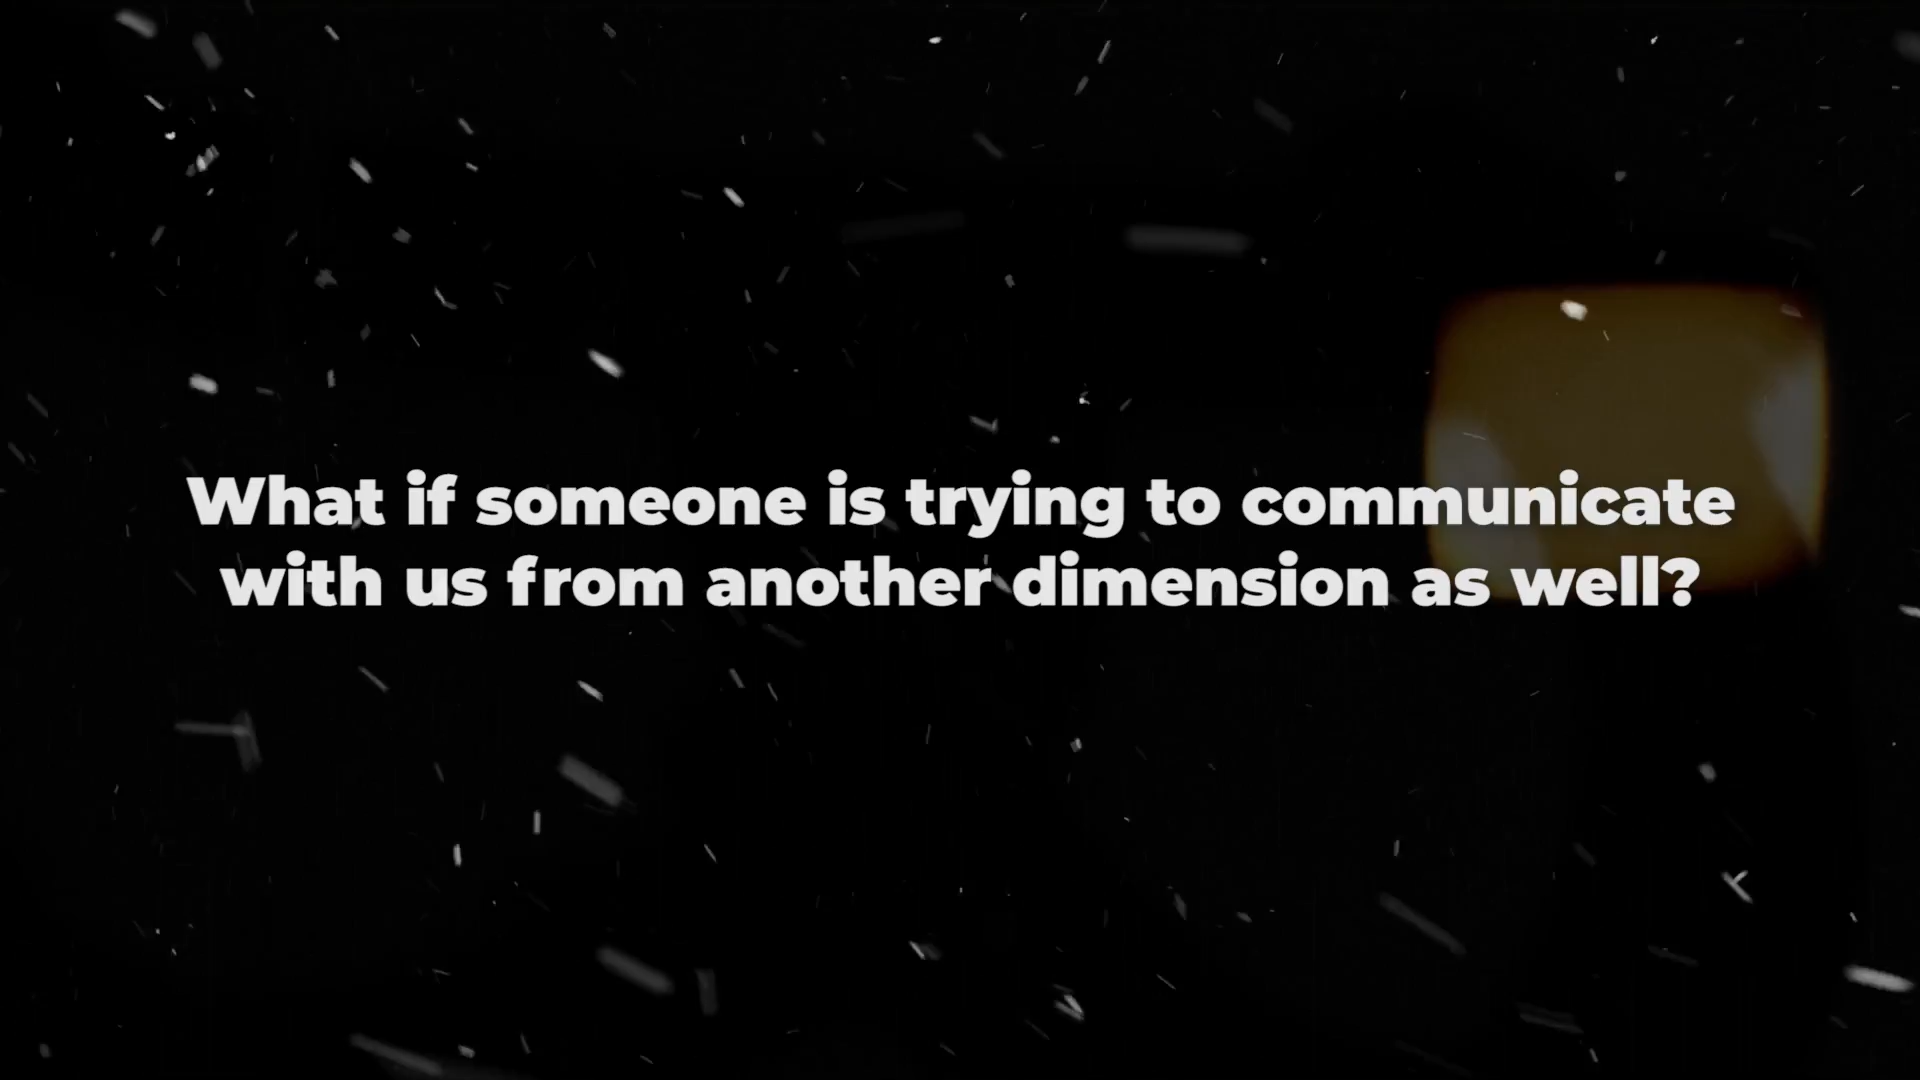 What if someone is trying to communicate
with us from another dimension as well?